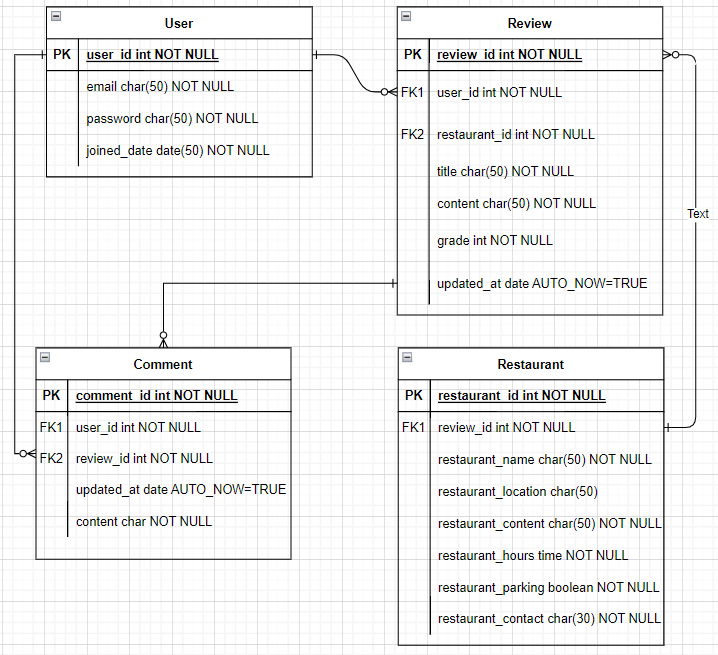 User
PK user_id int NOT NULL
email char(50) NOT NULL
password char(50) NOT NULL
joined_date date(50) NOT NULL
Review
PK review_id int NOT NULL
FK1 user_id int NOT NULL
FK2 restaurant_id int NOT NULL
title char(50) NOT NULL
content char(50) NOT NULL
grade int NOT NULL
updated_at date AUTO_NOW=TRUE
Text
Comment
PK comment_id int NOT NULL
FK1 user_id int NOT NULL
FK2 review_id int NOT NULL
updated_at date AUTO_NOW=TRUE
content char NOT NULL
Restaurant
PK restaurant_id int NOT NULL
FK1 review_id int NOT NULL
restaurant_name char(50) NOT NULL
restaurant_location char(50)
restaurant_content char(50) NOT NULL
restaurant_hours time NOT NULL
restaurant_parking boolean NOT NULL
restaurant_contact char(30) NOT NULL